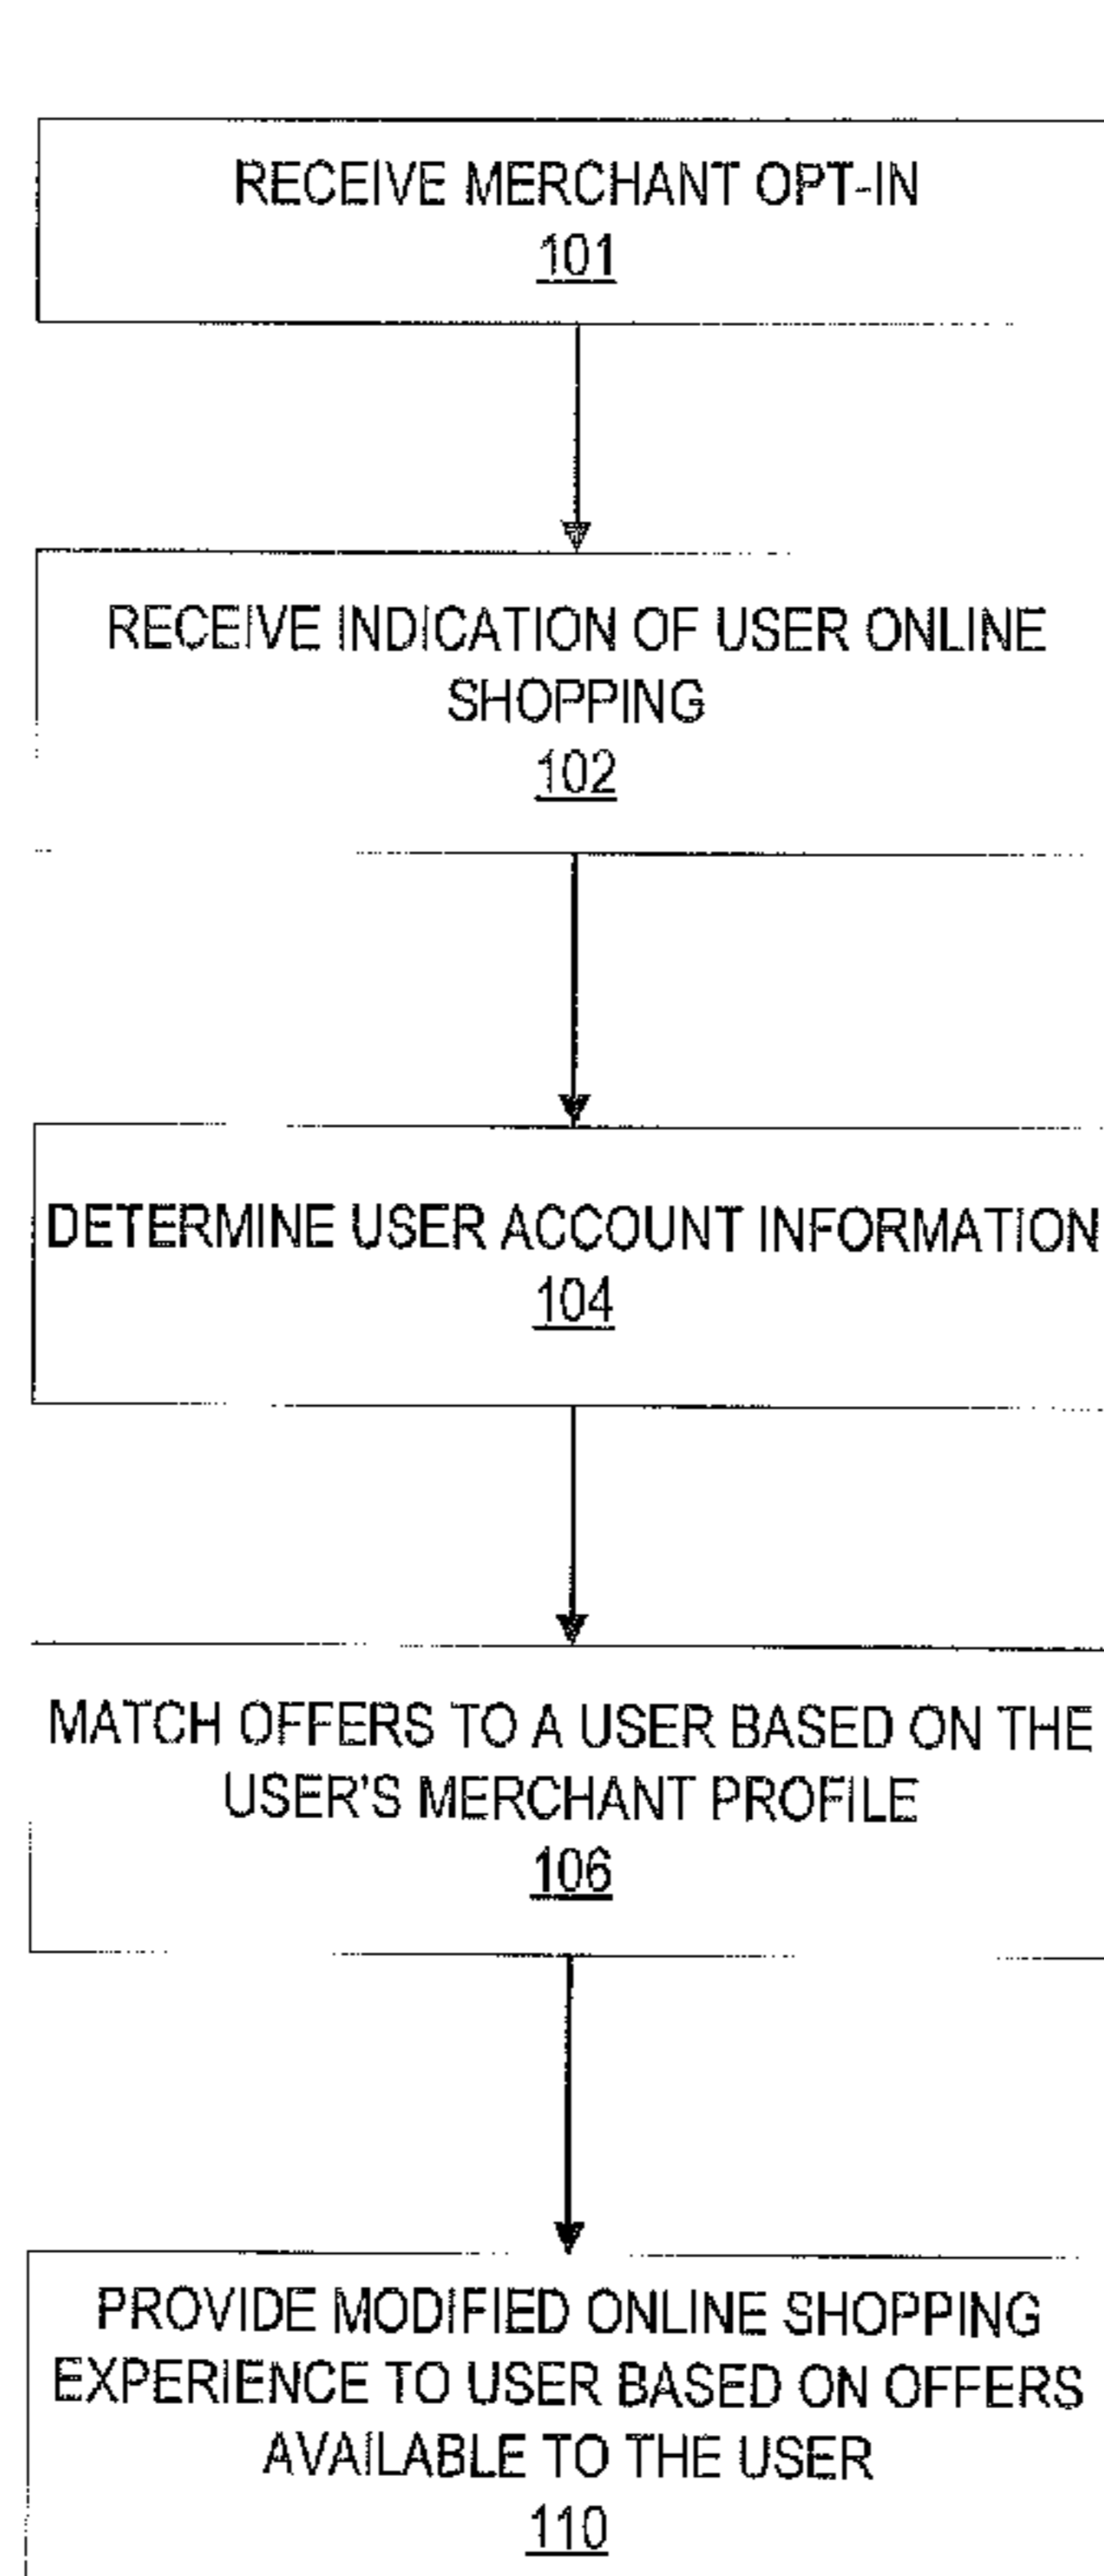 RECEIVE MERCHANT OPT-IN
101
RECEIVE INDICATION OF USER ONLINE
SHOPPING
102
DETERMINE USER ACCOUNT INFORMATION
104
MATCH OFFERS TO A USER BASED ON THE
USER'S MERCHANT PROFILE
106
PROVIDE MODIFIED ONLINE SHOPPING
EXPERIENCE TO USER BASED ON OFFERS
AVAILABLE TO THE USER
110